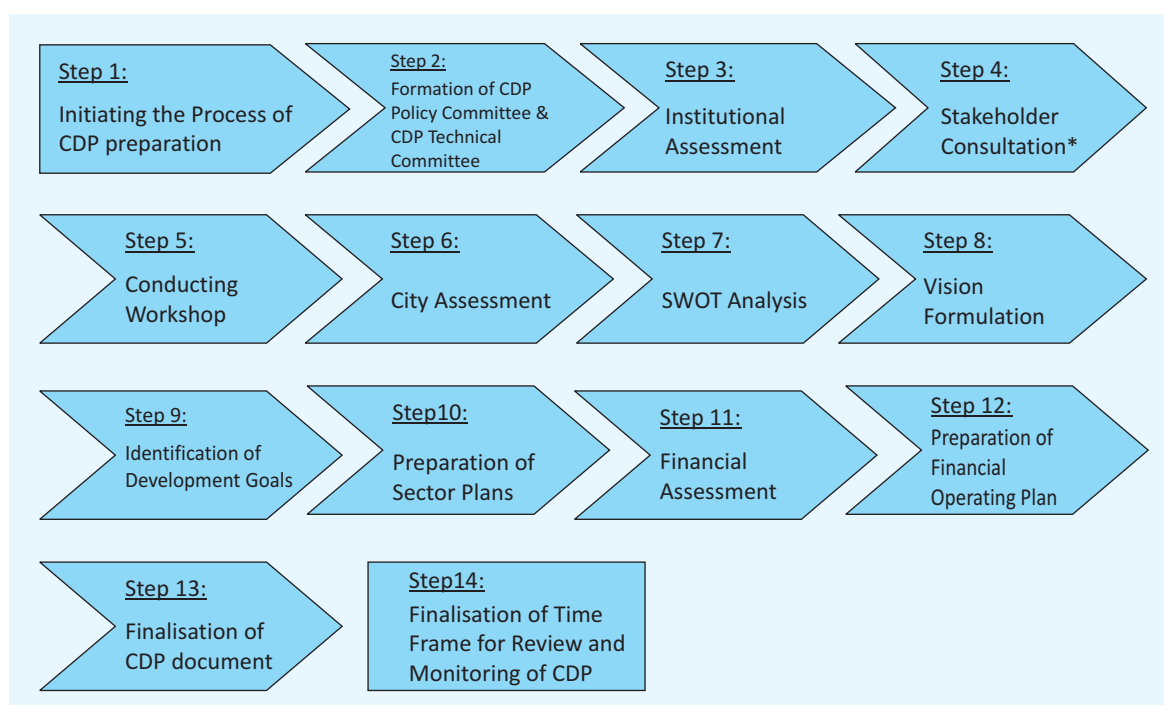 Step 1:
Initiating the Process of
CDP preparation
Step 2:
Formation of CDP
Policy Committee &
CDP Technical
Committee
Step 3:
Institutional
Assessment
Step 4:
Stakeholder
Consultation*
Step 5:
Conducting
Workshop
Step 6:
City Assessment
Step 7:
SWOT Analysis
Step 8:
Vision
Formulation
Step 9:
Identification of
Development Goals
Step10:
Preparation of
Sector Plans
Step 11:
Financial
Assessment
Step 12:
Preparation of
Financial
Operating Plan
Step 13:
Finalisation of
CDP document
Step14:
Finalisation of Time
Frame for Review and
Monitoring of CDP